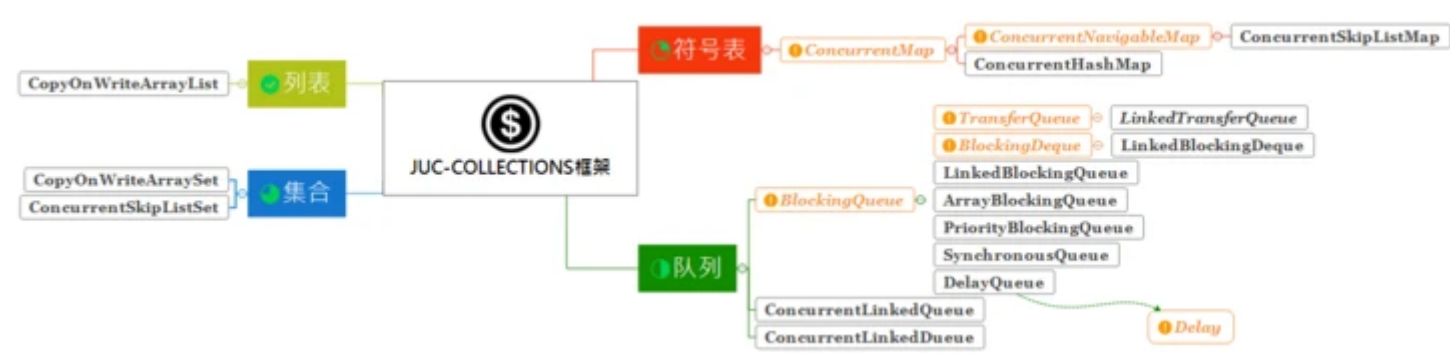 符号表
ConcurrentMap
ConcurrentNavigableMap
ConcurrentSkipListMap
ConcurrentHashMap
CopyOnWriteArrayList
列表
JUC-COLLECTIONS框架
CopyOnWriteArraySet
ConcurrentSkipListSet
集合
队列
BlockingQueue
TransferQueue
LinkedTransferQueue
BlockingDeque
LinkedBlockingDeque
LinkedBlockingQueue
ArrayBlockingQueue
PriorityBlockingQueue
SynchronousQueue
DelayQueue
Delay
ConcurrentLinkedQueue
ConcurrentLinkedDueue